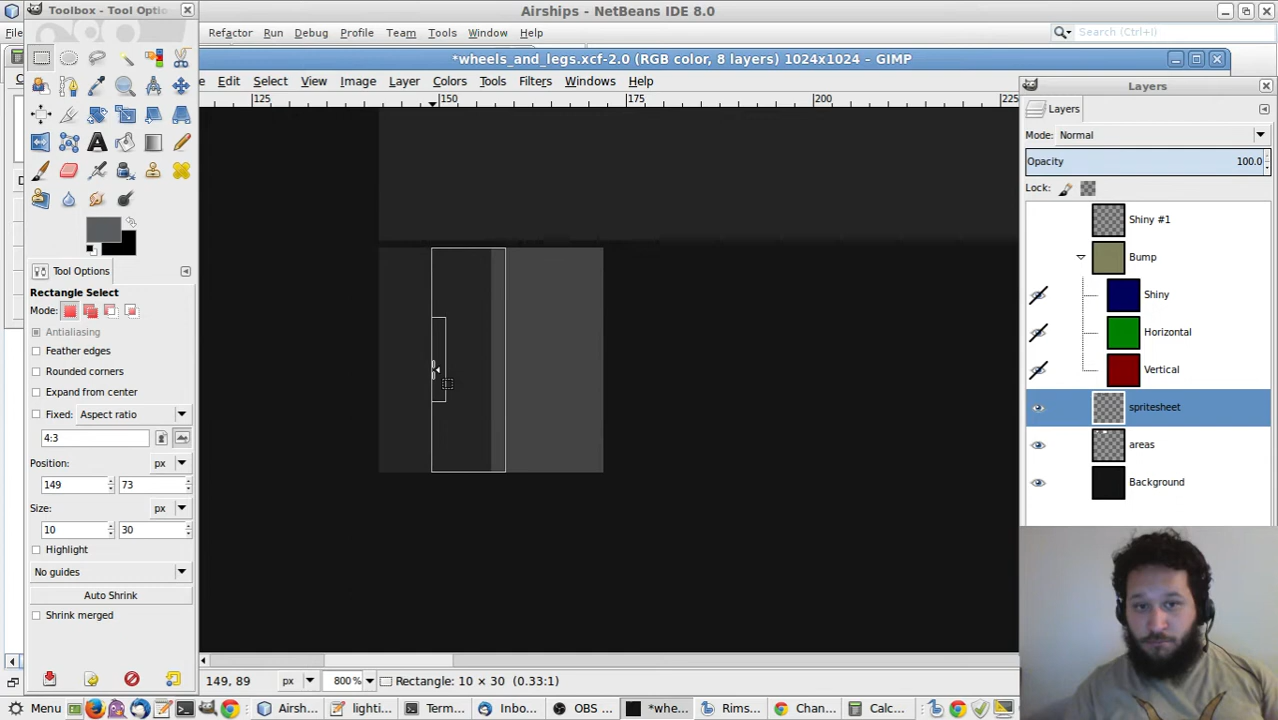 Toolbox - Tool Optic
Airships - NetBeans IDE 8.0
File
Refactor Run Debug Profile Team Tools Window Help
Search (Ctrl+I)
*wheels_and_legs.xcf-2.0 (RGB color, 8 layers) 1024x1024 – GIMP
Edit Select View Image Layer Colors Tools Filters Windows Help
125 150 175 200 225
Layers
Layers
Mode: Normal
Opacity 100.0
Lock:
Shiny #1
Bump
Shiny
Horizontal
Vertical
spritesheet
areas
Background
Tool Options
Rectangle Select
Mode:
Antialiasing
Feather edges
Rounded corners
Expand from center
Fixed: Aspect ratio
4:3
Position: px
149 73
Size: px
10 30
Highlight
No guides
Auto Shrink
Shrink merged
149, 89 px 800% Rectangle: 10 × 30 (0.33:1)
Menu Airsh... lighti... Term... Inbo... OBS ... *whe... Rims... Chan... Calc...